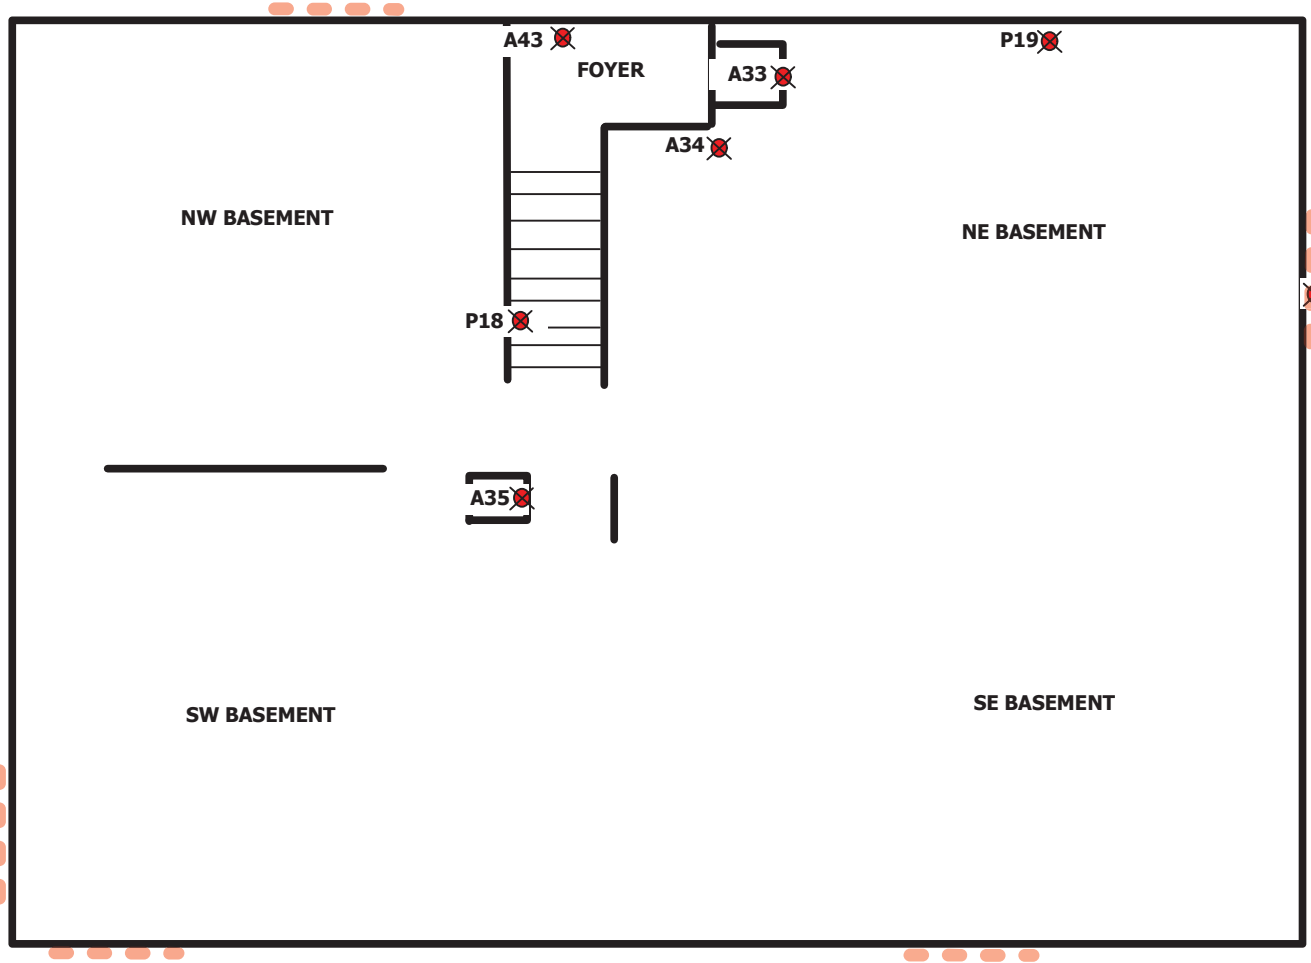 A43
P19
FOYER
A33
A34
NW BASEMENT
NE BASEMENT
P18
A35
SW BASEMENT
SE BASEMENT